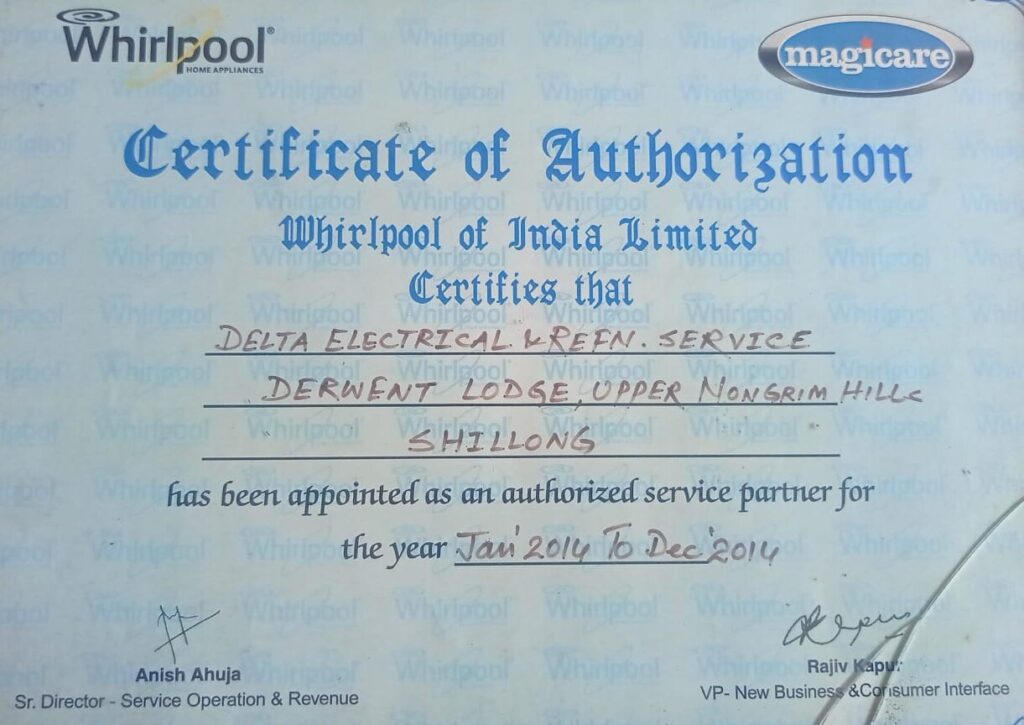 Whirlpool®
HOME APPLIANCES
magicare
Certificate of Authorization
Whirlpool of India Limited
Certifies that
DELTA ELECTRICAL & REFN. SERVICE
DERWENT LODGE, UPPER NONGRIM HILLS
SHILLONG
has been appointed as an authorized service partner for
the year Jan' 2014 To Dec' 2014
Anish Ahuja
Sr. Director - Service Operation & Revenue
Rajiv Kapur
VP- New Business & Consumer Interface